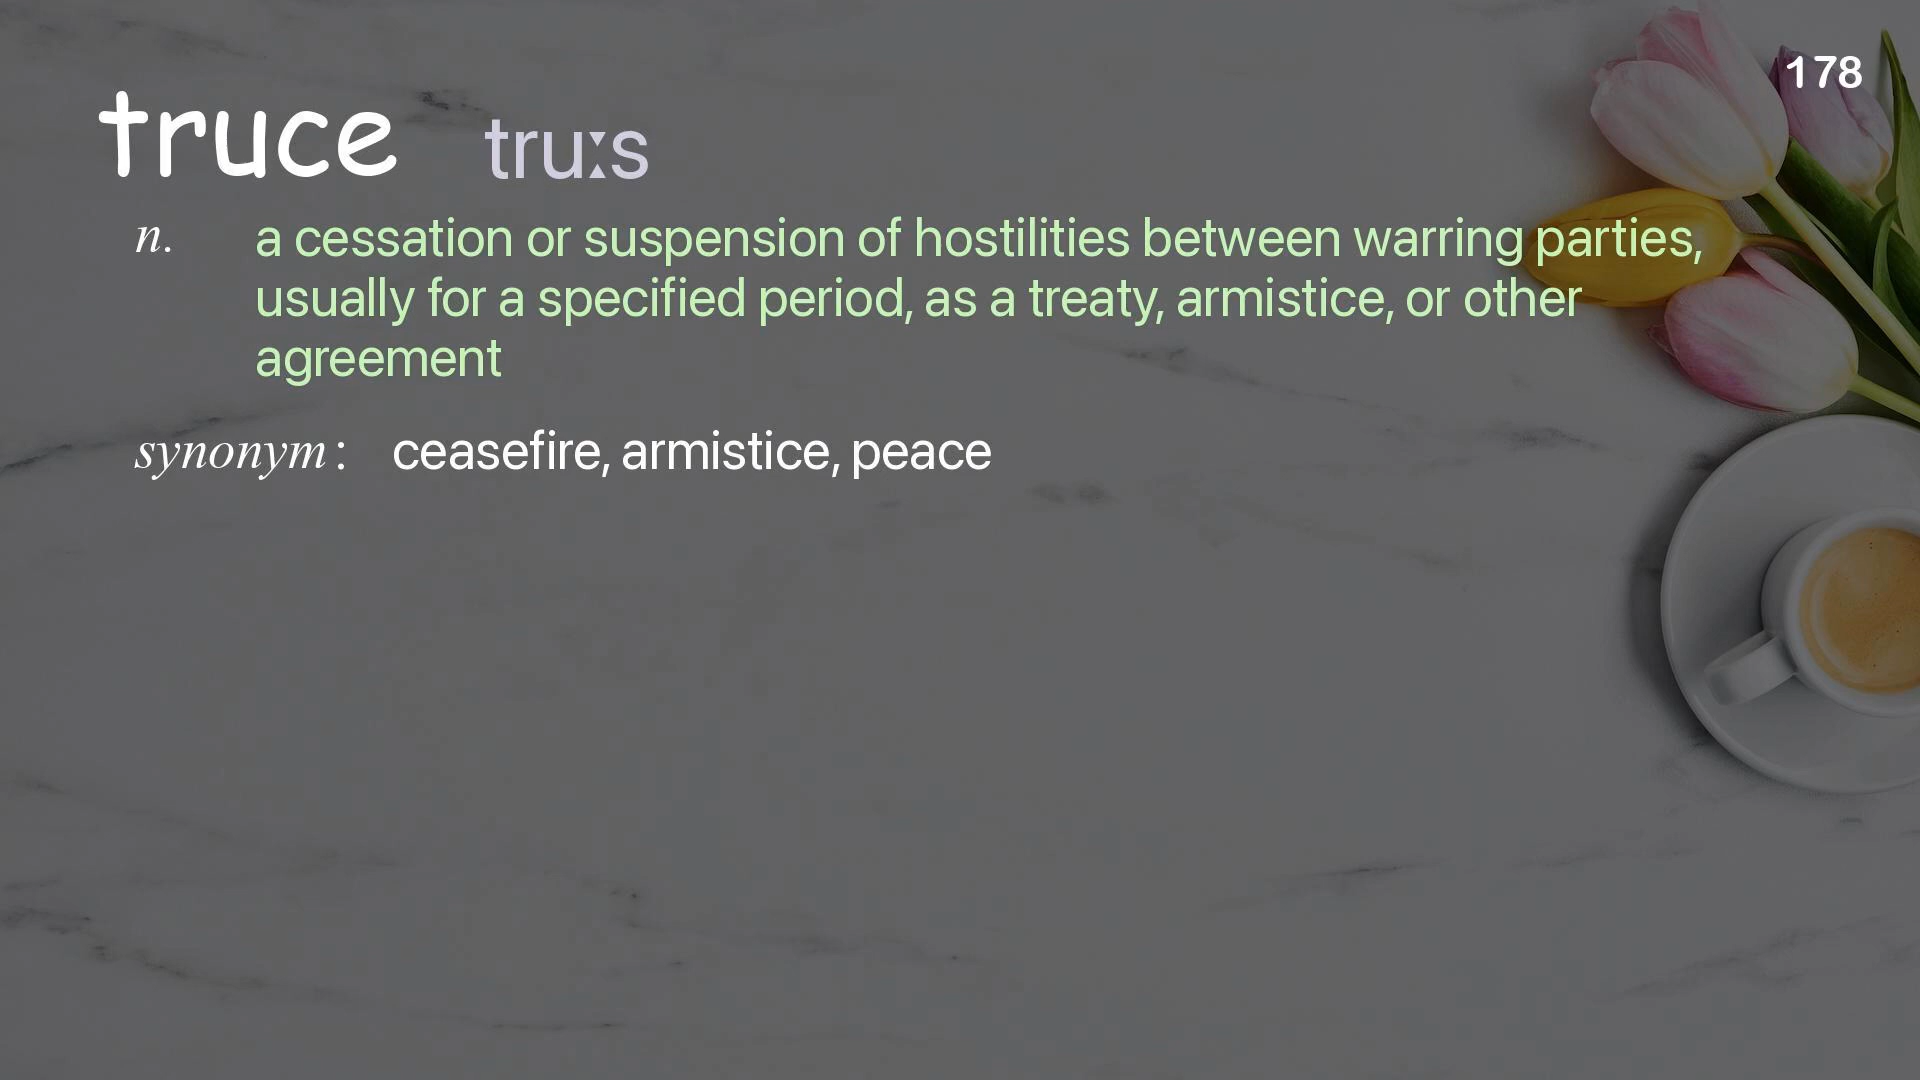 178
truce truːs
n. a cessation or suspension of hostilities between warring parties,
usually for a specified period, as a treaty, armistice, or other
agreement
synonym : ceasefire, armistice, peace